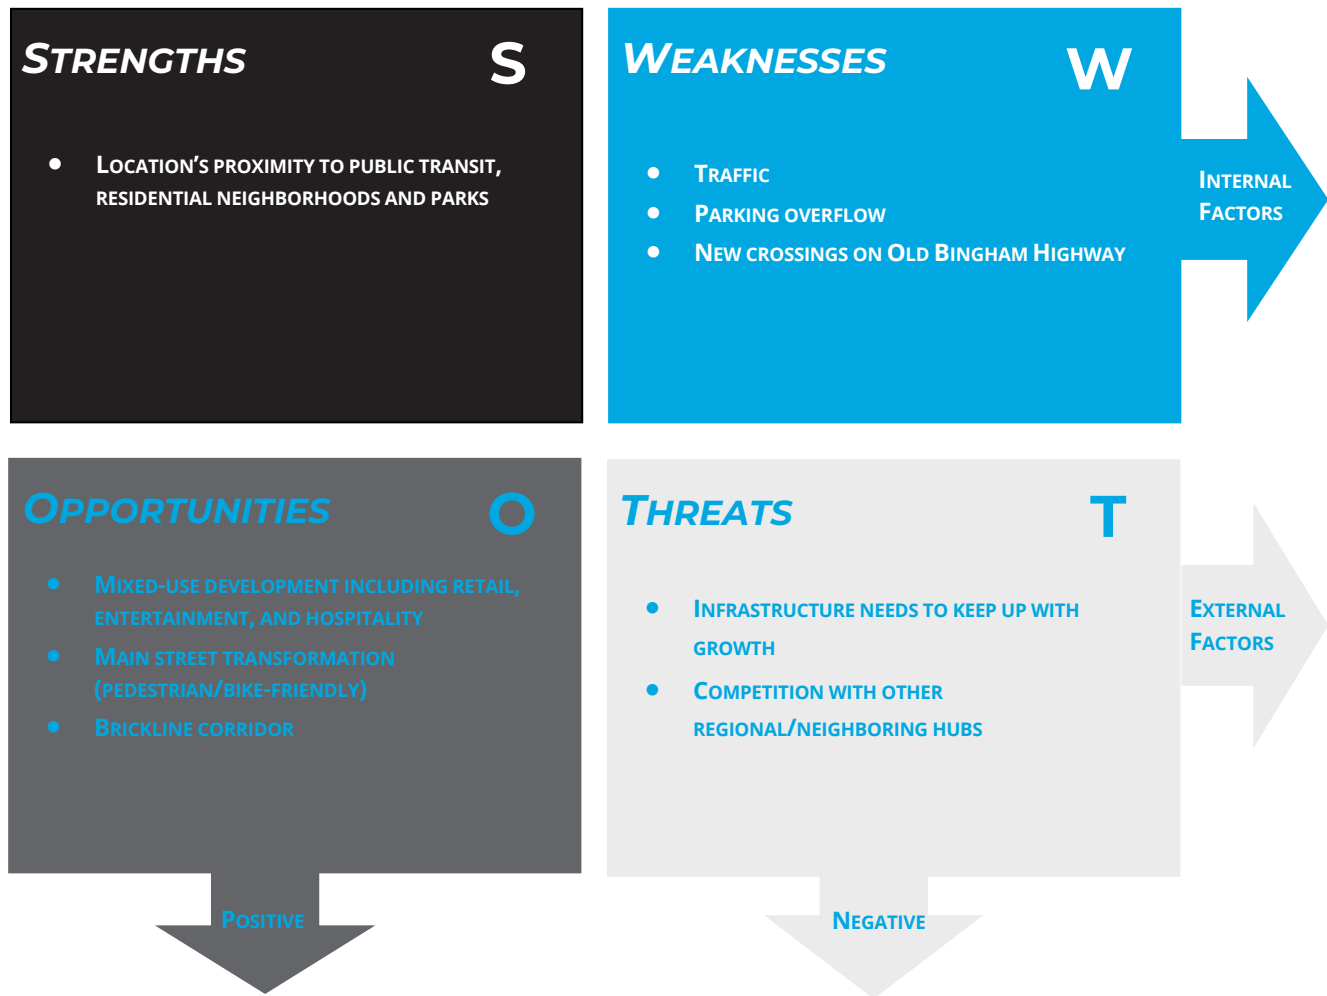 Strengths S
• Location's proximity to public transit,
residential neighborhoods and parks
Weaknesses W
• Traffic
• Parking overflow
• New crossings on Old Bingham Highway
Internal
Factors
Opportunities O
• Mixed-use development including retail,
entertainment, and hospitality
• Main street transformation
(pedestrian/bike-friendly)
• Brickline corridor
Threats T
• Infrastructure needs to keep up with
growth
• Competition with other
regional/neighboring hubs
External
Factors
Positive
Negative